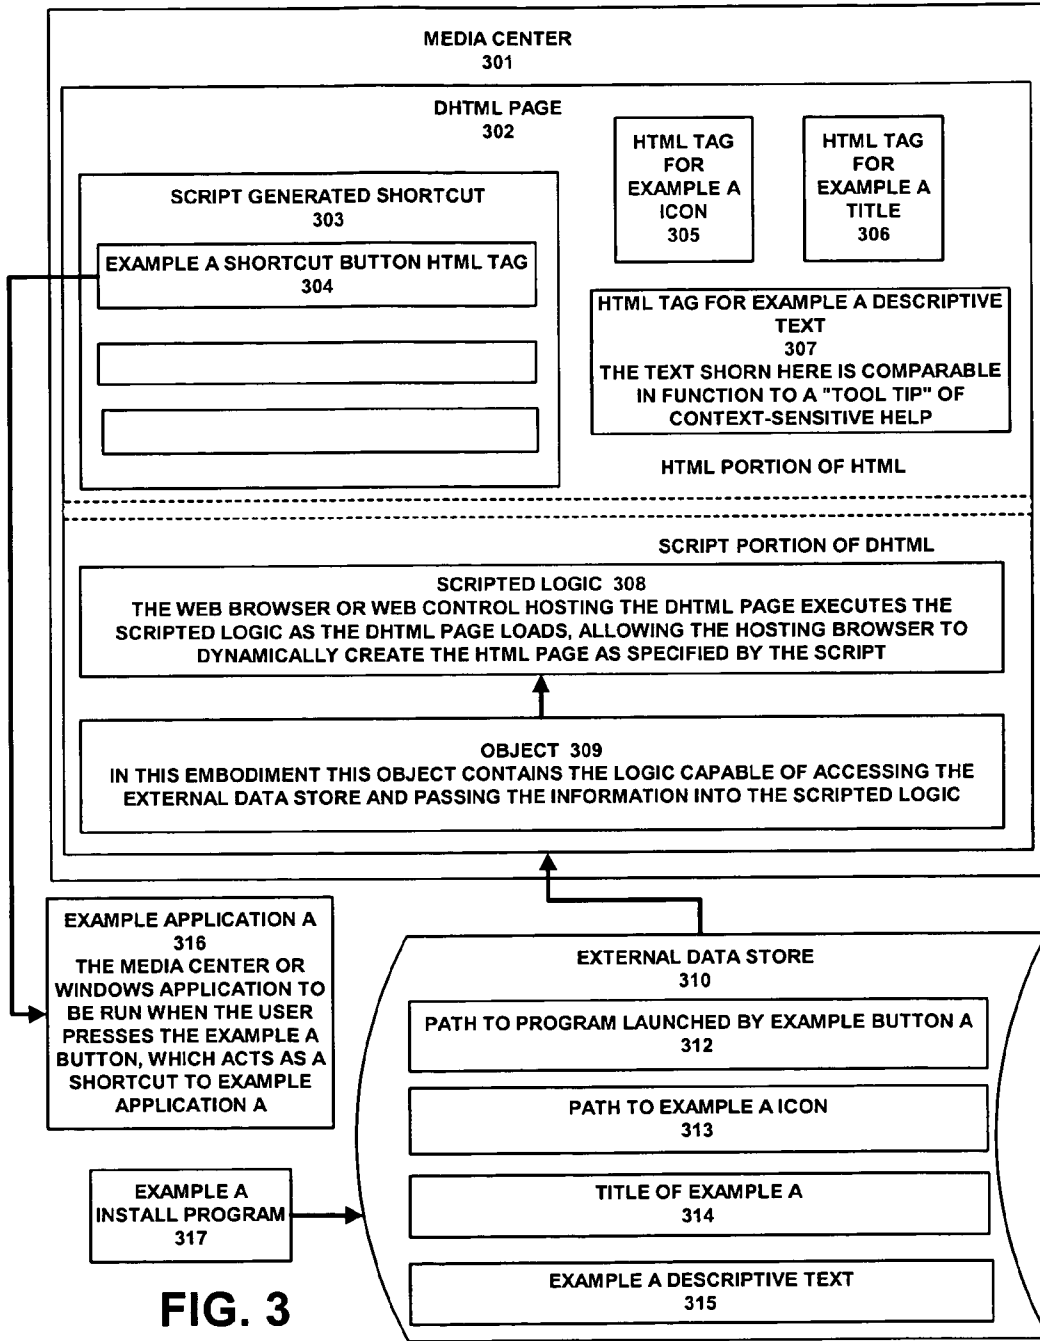 MEDIA CENTER
301
DHTML PAGE
302
SCRIPT GENERATED SHORTCUT
303
EXAMPLE A SHORTCUT BUTTON HTML TAG
304
HTML TAG
FOR
EXAMPLE A
ICON
305
HTML TAG
FOR
EXAMPLE A
TITLE
306
HTML TAG FOR EXAMPLE A DESCRIPTIVE
TEXT
307
THE TEXT SHORN HERE IS COMPARABLE
IN FUNCTION TO A "TOOL TIP" OF
CONTEXT-SENSITIVE HELP
HTML PORTION OF HTML
SCRIPT PORTION OF DHTML
SCRIPTED LOGIC 308
THE WEB BROWSER OR WEB CONTROL HOSTING THE DHTML PAGE EXECUTES THE
SCRIPTED LOGIC AS THE DHTML PAGE LOADS, ALLOWING THE HOSTING BROWSER TO
DYNAMICALLY CREATE THE HTML PAGE AS SPECIFIED BY THE SCRIPT
OBJECT 309
IN THIS EMBODIMENT THIS OBJECT CONTAINS THE LOGIC CAPABLE OF ACCESSING THE
EXTERNAL DATA STORE AND PASSING THE INFORMATION INTO THE SCRIPTED LOGIC
EXAMPLE APPLICATION A
316
THE MEDIA CENTER OR
WINDOWS APPLICATION TO
BE RUN WHEN THE USER
PRESSES THE EXAMPLE A
BUTTON, WHICH ACTS AS A
SHORTCUT TO EXAMPLE
APPLICATION A
EXTERNAL DATA STORE
310
PATH TO PROGRAM LAUNCHED BY EXAMPLE BUTTON A
312
PATH TO EXAMPLE A ICON
313
TITLE OF EXAMPLE A
314
EXAMPLE A DESCRIPTIVE TEXT
315
EXAMPLE A
INSTALL PROGRAM
317
FIG. 3